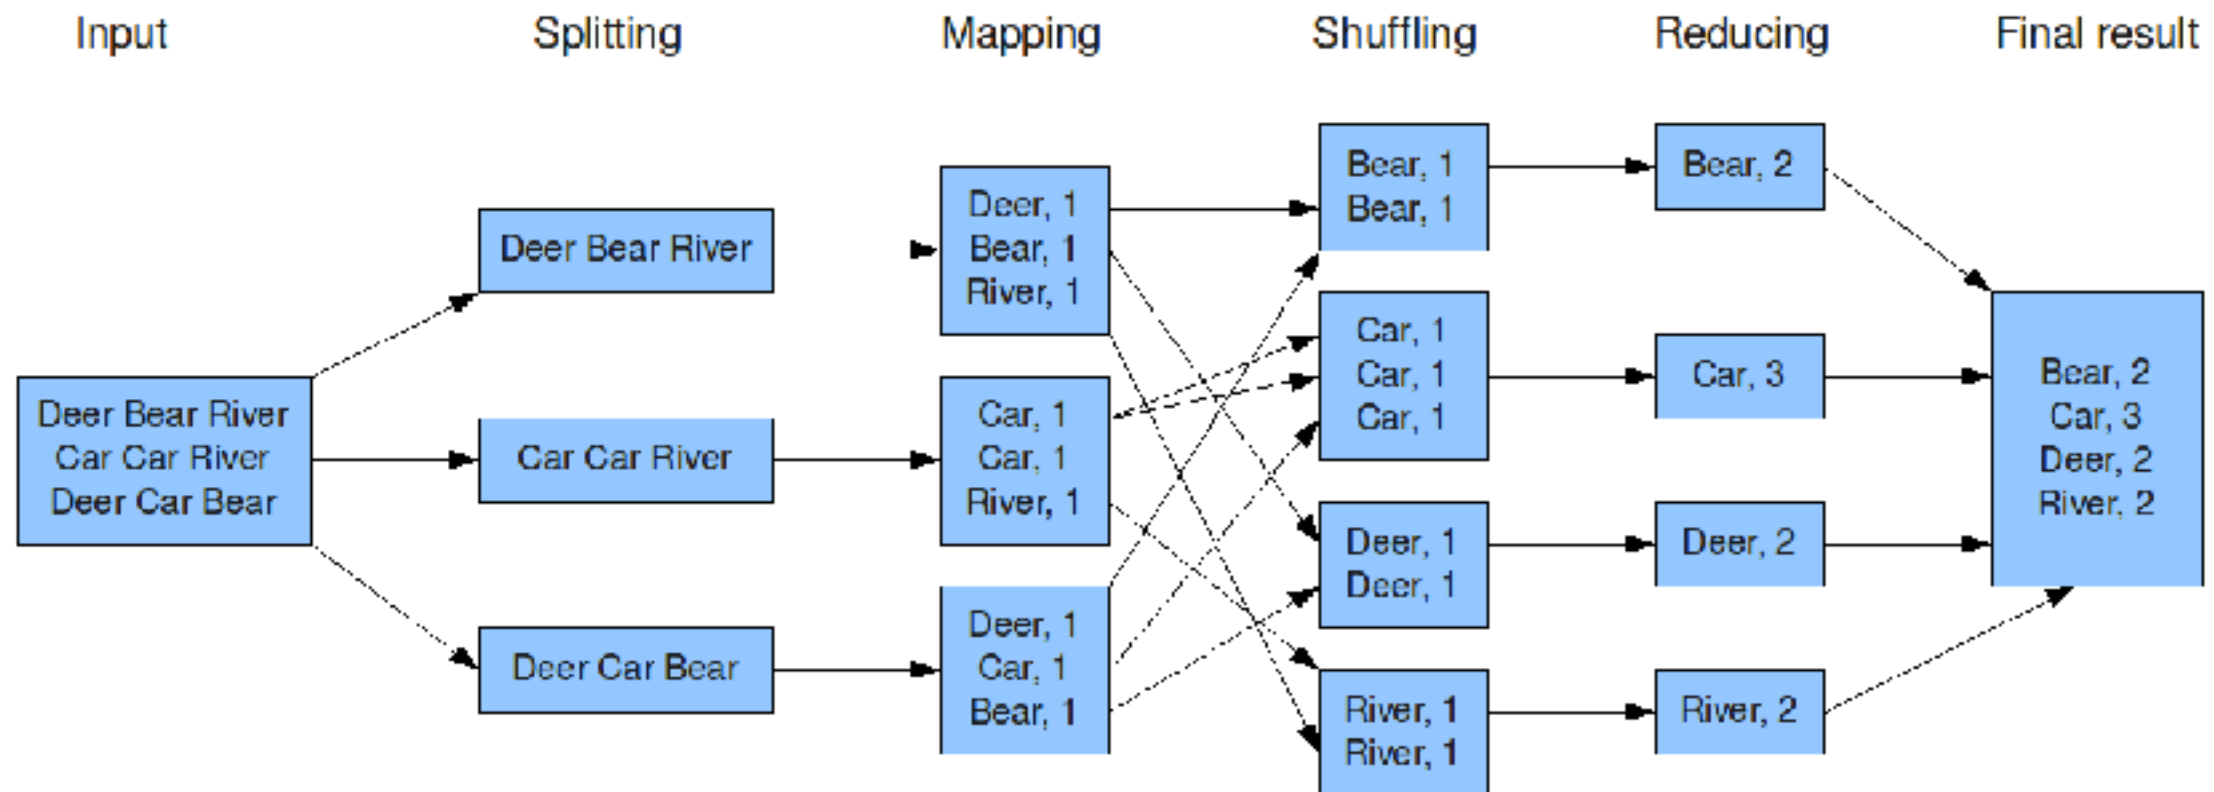 Input
Splitting
Mapping
Shuffling
Reducing
Final result
Deer Bear River
Car Car River
Deer Car Bear
Deer Bear River
Car Car River
Deer Car Bear
Deer, 1
Bear, 1
River, 1
Car, 1
Car, 1
River, 1
Deer, 1
Car, 1
Bear, 1
Bear, 1
Bear, 1
Car, 1
Car, 1
Car, 1
Deer, 1
Deer, 1
River, 1
River, 1
Bear, 2
Car, 3
Deer, 2
River, 2
Bear, 2
Car, 3
Deer, 2
River, 2